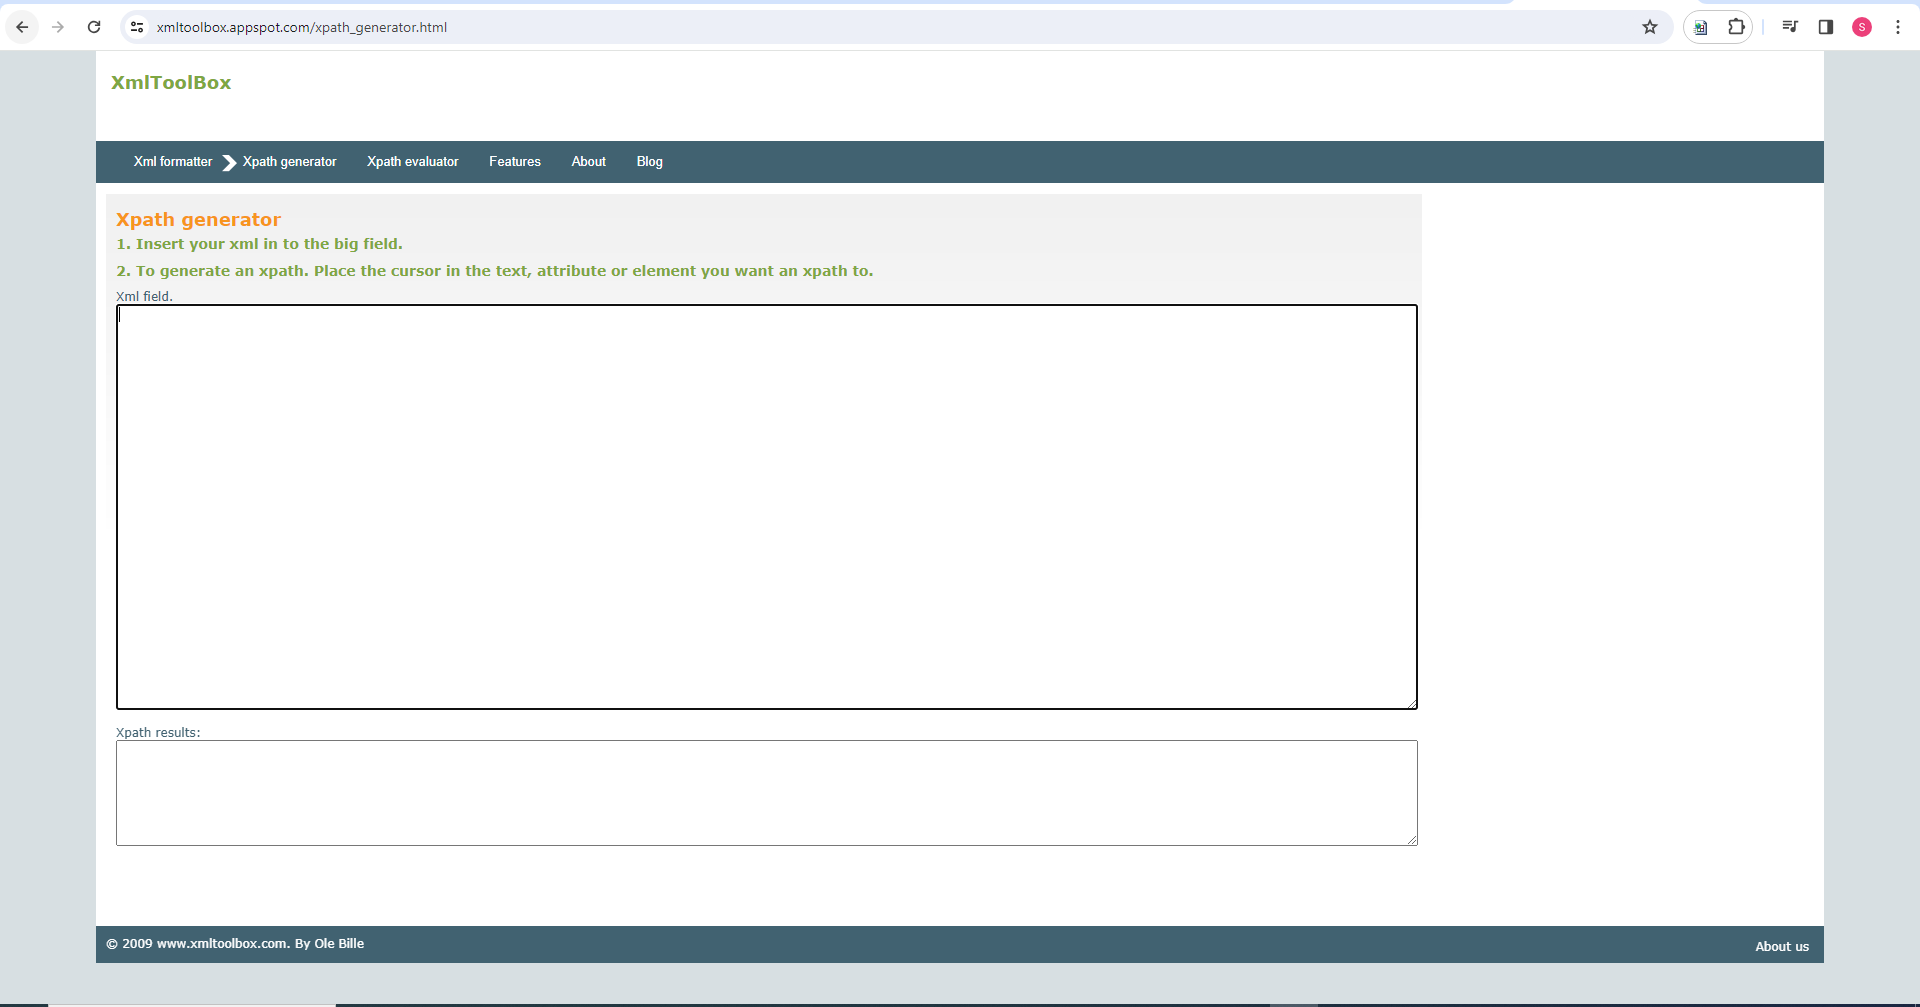 xmltoolbox.appspot.com/xpath_generator.html
S
XmlToolBox
Xml formatter Xpath generator Xpath evaluator Features About Blog
Xpath generator
1. Insert your xml in to the big field.
2. To generate an xpath. Place the cursor in the text, attribute or element you want an xpath to.
Xml field.
Xpath results:
© 2009 www.xmltoolbox.com. By Ole Bille
About us